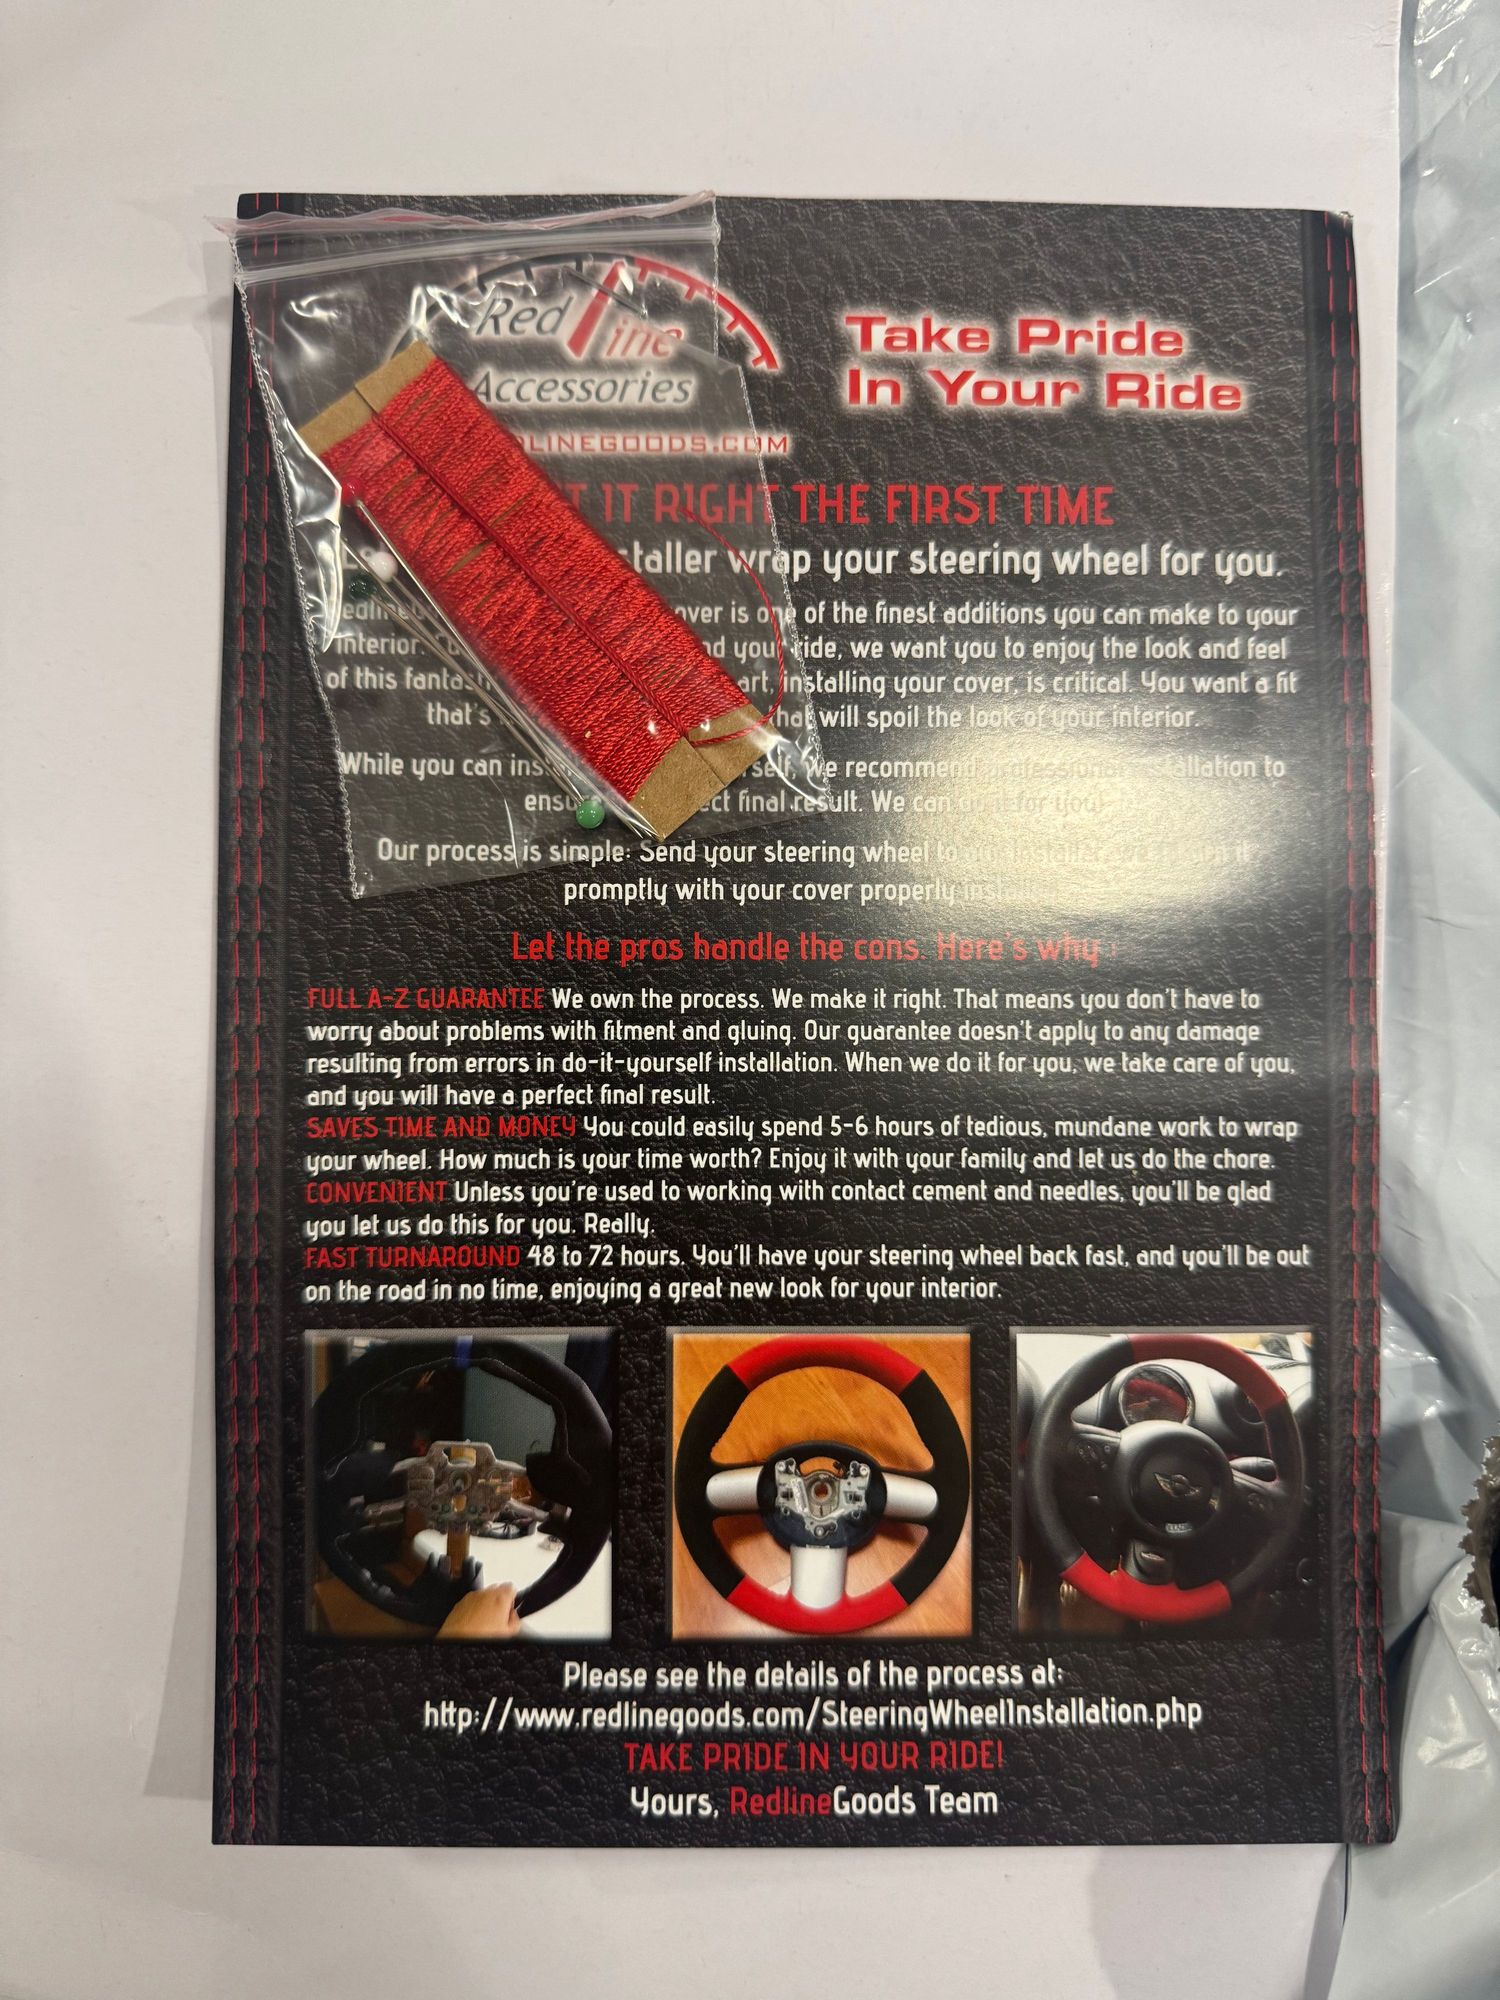 Red line
Accessories
LINEGOODS.COM
Take Pride
In Your Ride
IT RIGHT THE FIRST TIME
wrap your steering wheel for you.
is one of the finest additions you can make to your
interior. your ride, we want you to enjoy the look and feel
of this installing your cover, is critical. You want a fit
that's will spoil the look of your interior.
While you can we recommend professional installation to
final result. We can do it for you!
Our process is simple: Send your steering wheel to
promptly with your cover properly
Let the pros handle the cons. Here's why:
FULL A-Z GUARANTEE We own the process. We make it right. That means you don't have to
worry about problems with fitment and gluing. Our guarantee doesn't apply to any damage
resulting from errors in do-it-yourself installation. When we do it for you, we take care of you,
and you will have a perfect final result.
SAVES TIME AND MONEY You could easily spend 5-6 hours of tedious, mundane work to wrap
your wheel. How much is your time worth? Enjoy it with your family and let us do the chore.
CONVENIENT Unless you're used to working with contact cement and needles, you'll be glad
you let us do this for you. Really.
FAST TURNAROUND 48 to 72 hours. You'll have your steering wheel back fast, and you'll be out
on the road in no time, enjoying a great new look for your interior.
Please see the details of the process at:
http://www.redlinegoods.com/SteeringWheelInstallation.php
TAKE PRIDE IN YOUR RIDE!
Yours, RedlineGoods Team